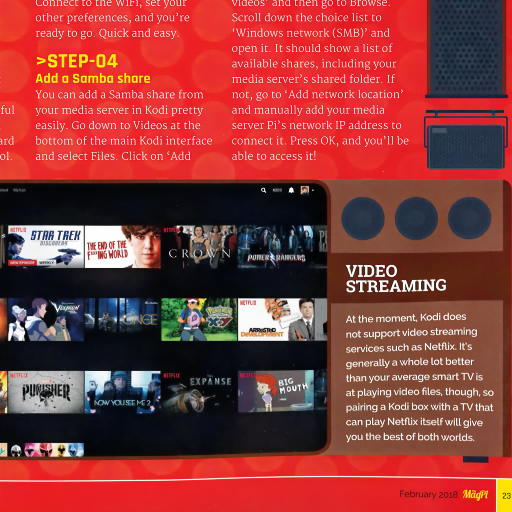 Connect to the WiFi, set your
other preferences, and you're
ready to go. Quick and easy.
>STEP-04
Add a Samba share
You can add a Samba share from
your media server in Kodi pretty
easily. Go down to Videos at the
bottom of the main Kodi interface
and select Files. Click on 'Add
videos' and then go to Browse.
Scroll down the choice list to
'Windows network (SMB)' and
open it. It should show a list of
available shares, including your
media server's shared folder. If
not, go to 'Add network location'
and manually add your media
server Pi's network IP address to
connect it. Press OK, and you'll be
able to access it!
ful
ard
ol.
NETFLIX
STAR TREK
DISCOVERY
NEW EPISODE WEEKLY
THE END OF THE
F***ING WORLD
NETFLIX
CROWN
POWER RANGERS
VOLTRON
FRINGE
POKÉMON
NETFLIX
ARRESTED
DEVELOPMENT
NETFLIX
PUNISHER
NOW YOU SEE ME 2
NETFLIX
EXPANSE
NETFLIX
BIG
MOUTH
VIDEO
STREAMING
At the moment, Kodi does
not support video streaming
services such as Netflix. It's
generally a whole lot better
than your average smart TV is
at playing video files, though, so
pairing a Kodi box with a TV that
can play Netflix itself will give
you the best of both worlds.
February 2018 MagPi 23